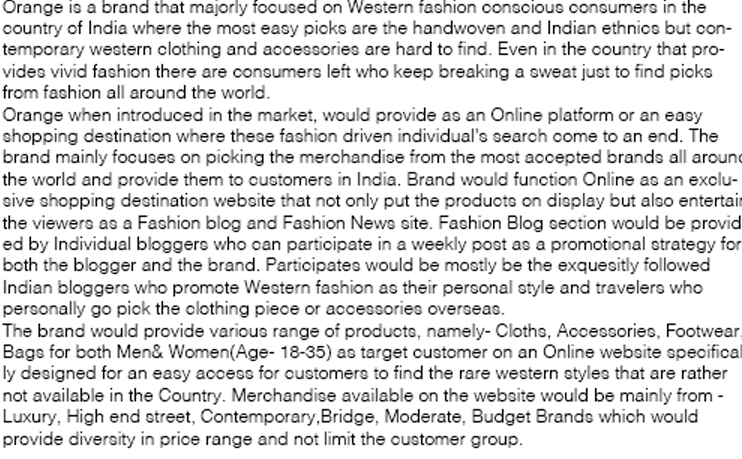 Orange is a brand that majorly focused on Western fashion conscious consumers in the
country of India where the most easy picks are the handwoven and Indian ethnics but con-
temporary western clothing and accessories are hard to find. Even in the country that pro-
vides vivid fashion there are consumers left who keep breaking a sweat just to find picks
from fashion all around the world.
Orange when introduced in the market, would provide as an Online platform or an easy
shopping destination where these fashion driven individual's search come to an end. The
brand mainly focuses on picking the merchandise from the most accepted brands all around
the world and provide them to customers in India. Brand would function Online as an exclu-
sive shopping destination website that not only put the products on display but also entertain
the viewers as a Fashion blog and Fashion News site. Fashion Blog section would be provid-
ed by Individual bloggers who can participate in a weekly post as a promotional strategy for
both the blogger and the brand. Participates would be mostly be the exquesitly followed
Indian bloggers who promote Western fashion as their personal style and travelers who
personally go pick the clothing piece or accessories overseas.
The brand would provide various range of products, namely- Cloths, Accessories, Footwear,
Bags for both Men& Women(Age- 18-35) as target customer on an Online website specifical-
ly designed for an easy access for customers to find the rare western styles that are rather
not available in the Country. Merchandise available on the website would be mainly from -
Luxury, High end street, Contemporary,Bridge, Moderate, Budget Brands which would
provide diversity in price range and not limit the customer group.